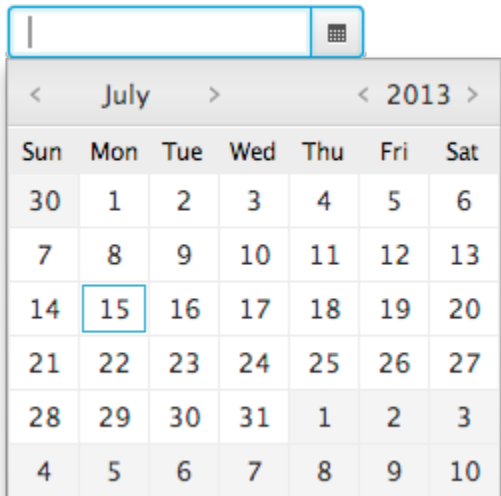 < July > < 2013 >
Sun Mon Tue Wed Thu Fri Sat
30 1 2 3 4 5 6
7 8 9 10 11 12 13
14 15 16 17 18 19 20
21 22 23 24 25 26 27
28 29 30 31 1 2 3
4 5 6 7 8 9 10